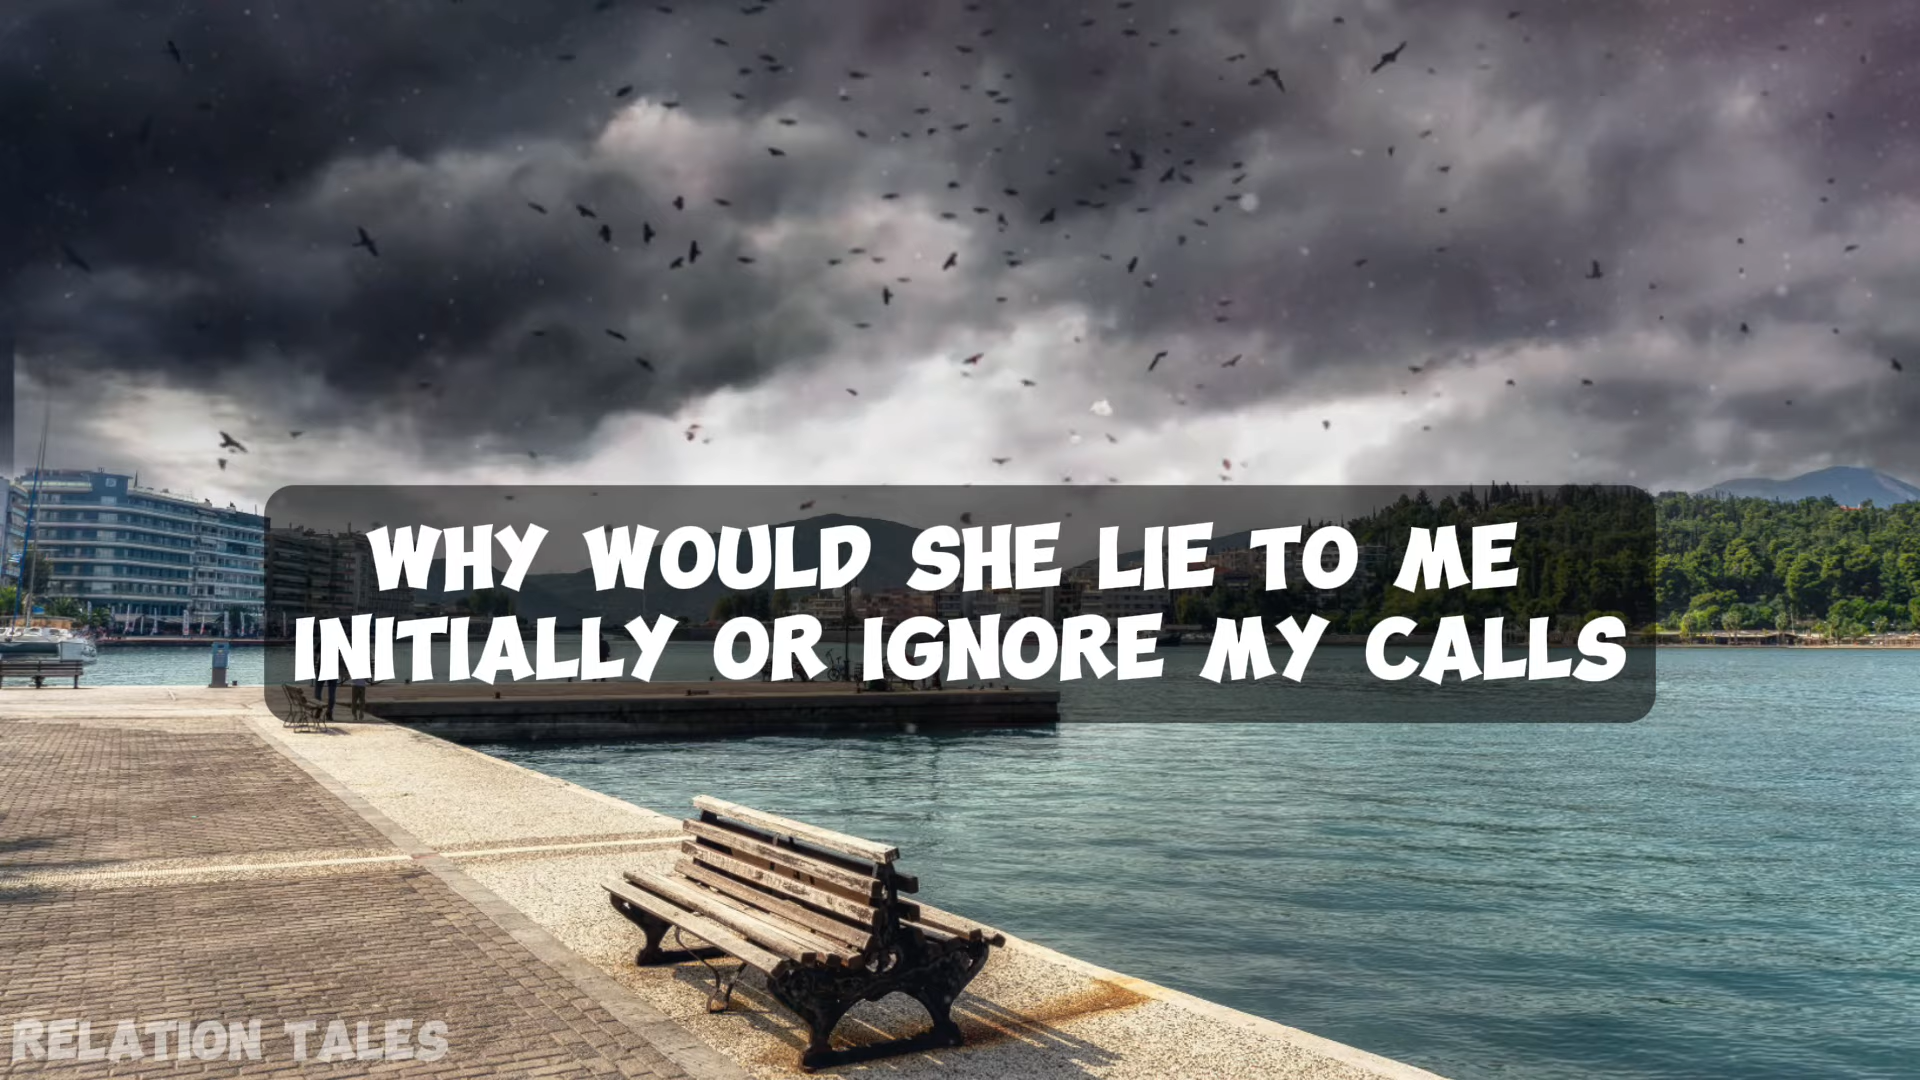 WHY WOULD SHE LIE TO ME
INITIALLY OR IGNORE MY CALLS
RELATION TALES